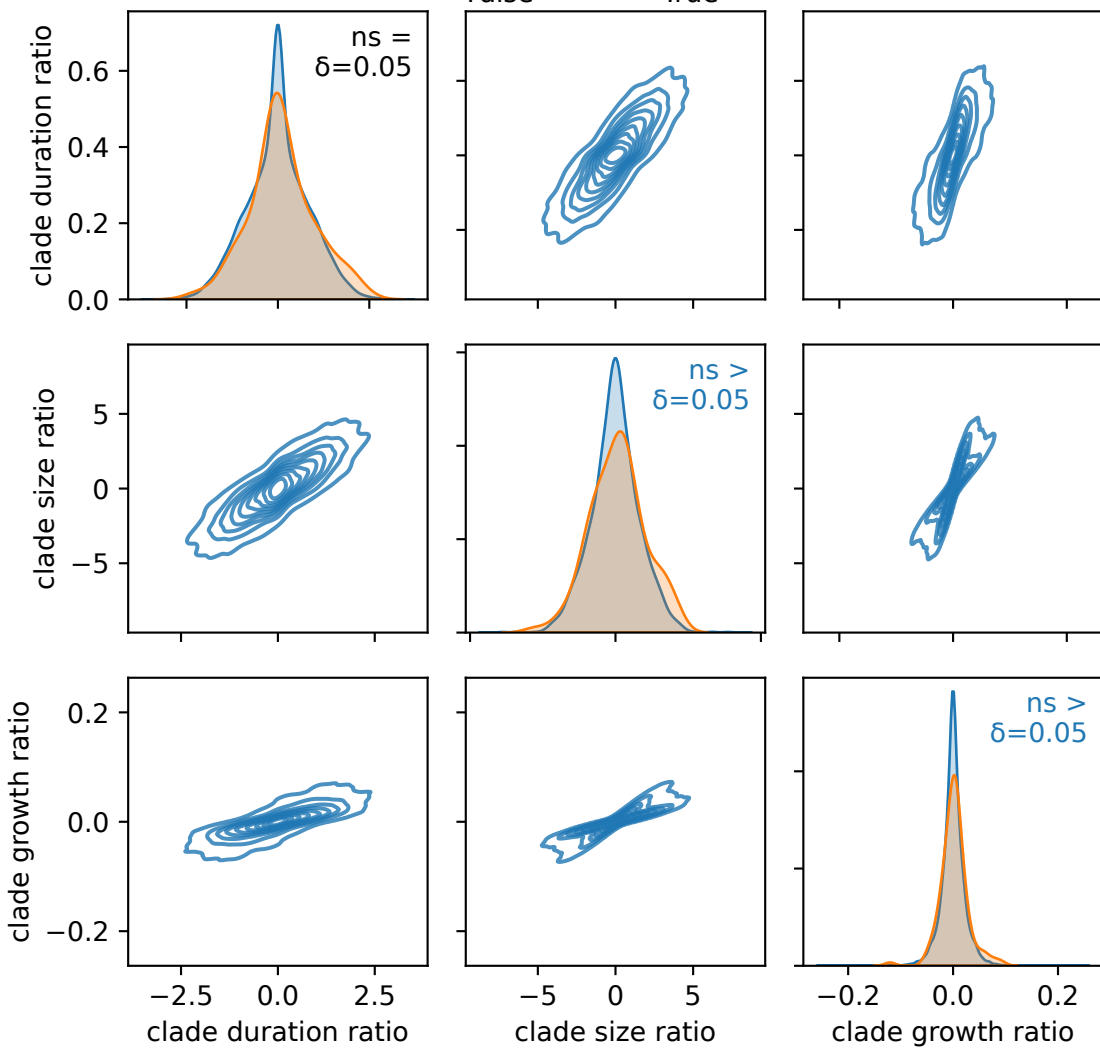 clade duration ratio
0.6
0.4
0.2
0.0
ns =
δ=0.05
clade size ratio
5
0
−5
ns >
δ=0.05
clade growth ratio
0.2
0.0
−0.2
ns >
δ=0.05
−2.5 0.0 2.5
−5 0 5
−0.2 0.0 0.2
clade duration ratio
clade size ratio
clade growth ratio